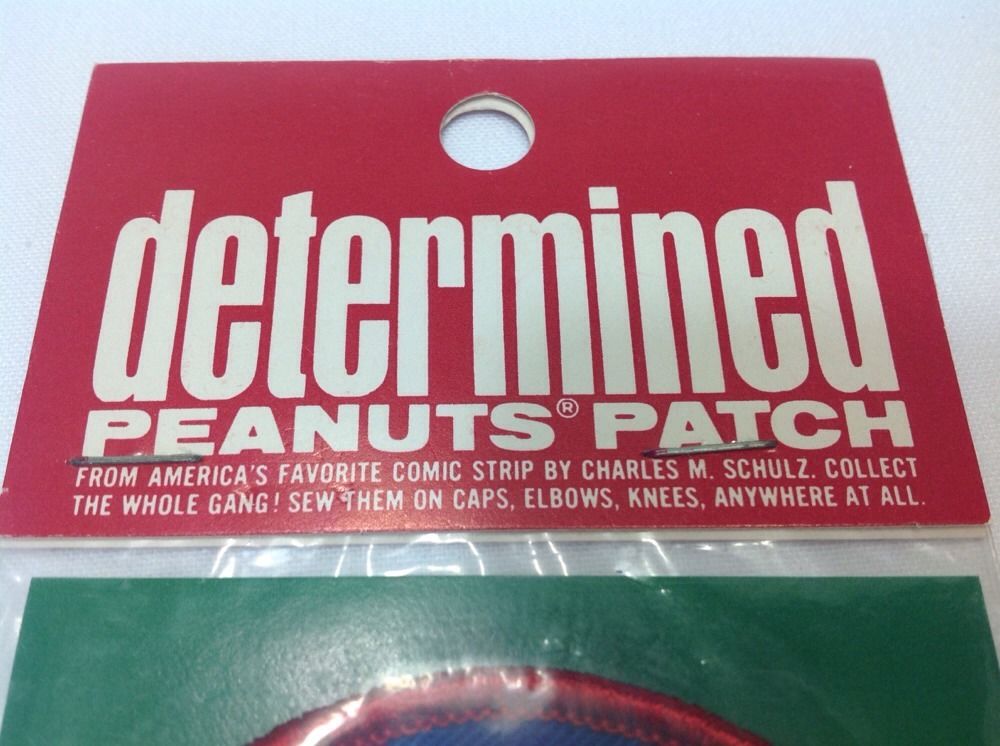 determined
PEANUTS® PATCH
FROM AMERICA'S FAVORITE COMIC STRIP BY CHARLES M. SCHULZ. COLLECT
THE WHOLE GANG! SEW THEM ON CAPS, ELBOWS, KNEES, ANYWHERE AT ALL.